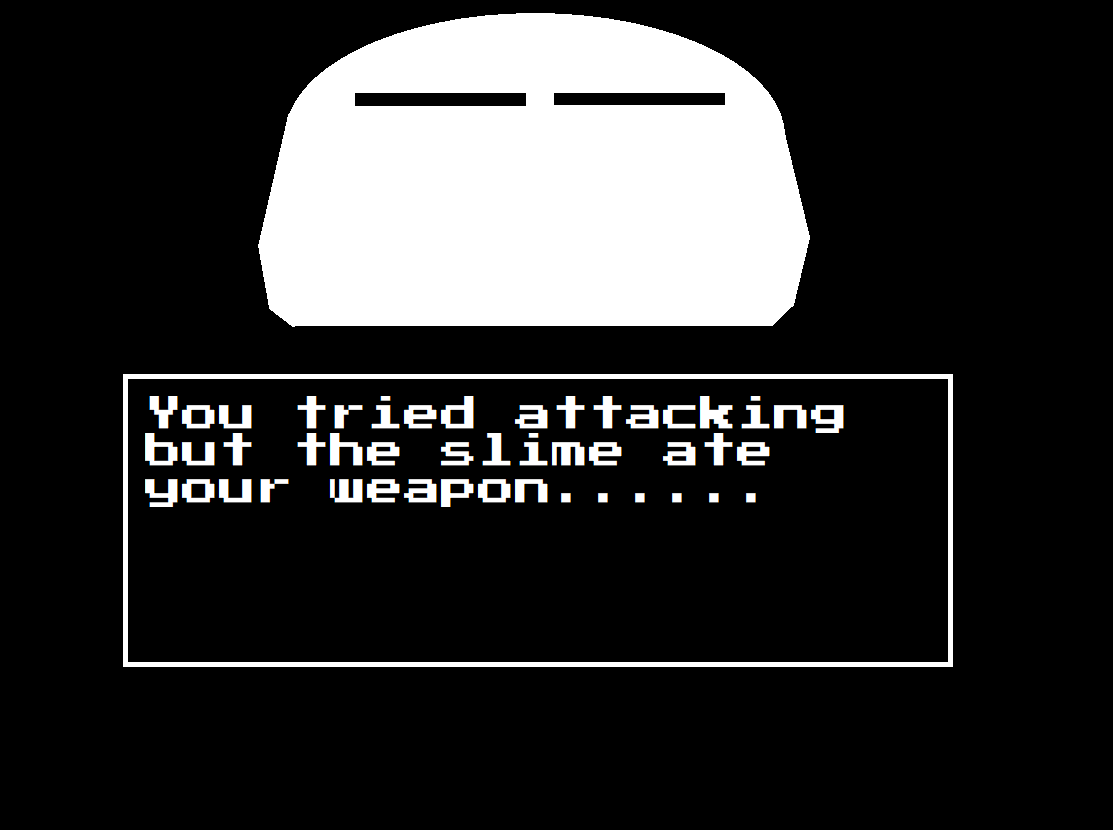 You tried attacking
but the slime ate
your weapon......